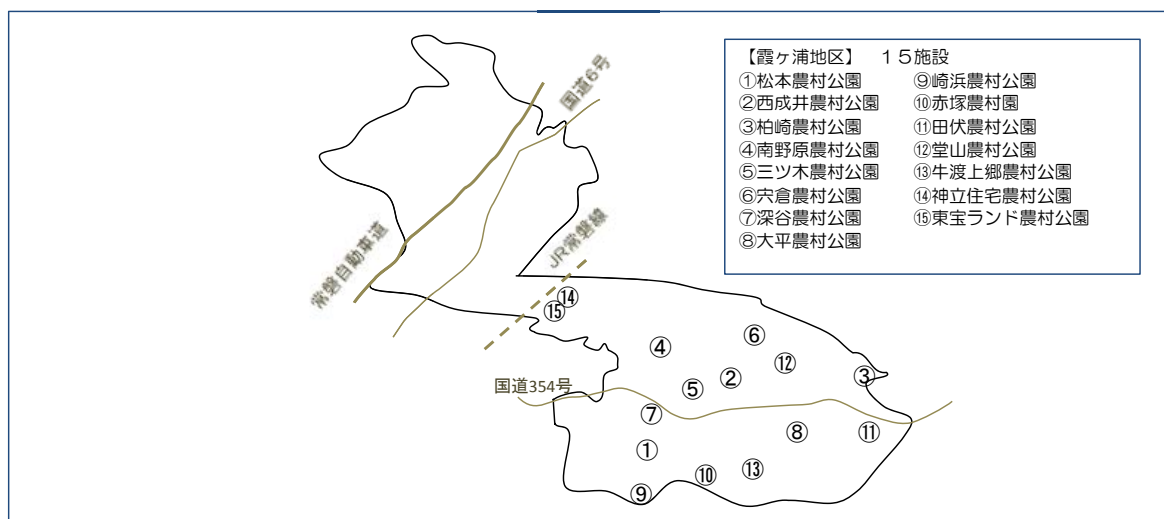 【霞ヶ浦地区】　１５施設
①松本農村公園　⑨崎浜農村公園
②西成井農村公園　⑩赤塚農村園
③柏崎農村公園　⑪田伏農村公園
④南野原農村公園　⑫堂山農村公園
⑤三ツ木農村公園　⑬牛渡上郷農村公園
⑥宍倉農村公園　⑭神立住宅農村公園
⑦深谷農村公園　⑮東宝ランド農村公園
⑧大平農村公園
国道6号
常磐自動車道
JR常磐線
⑭
⑮
⑥
④
⑫
③
②
⑤
国道354号
⑦
⑧
⑪
①
⑬
⑩
⑨